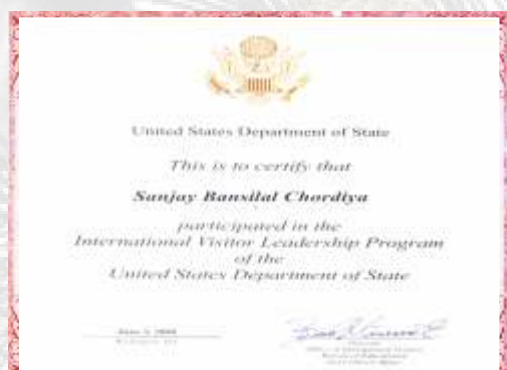 United States Department of State
This is to certify that
Sanjay Bansilal Chordiya
participated in the
International Visitor Leadership Program
of the
United States Department of State